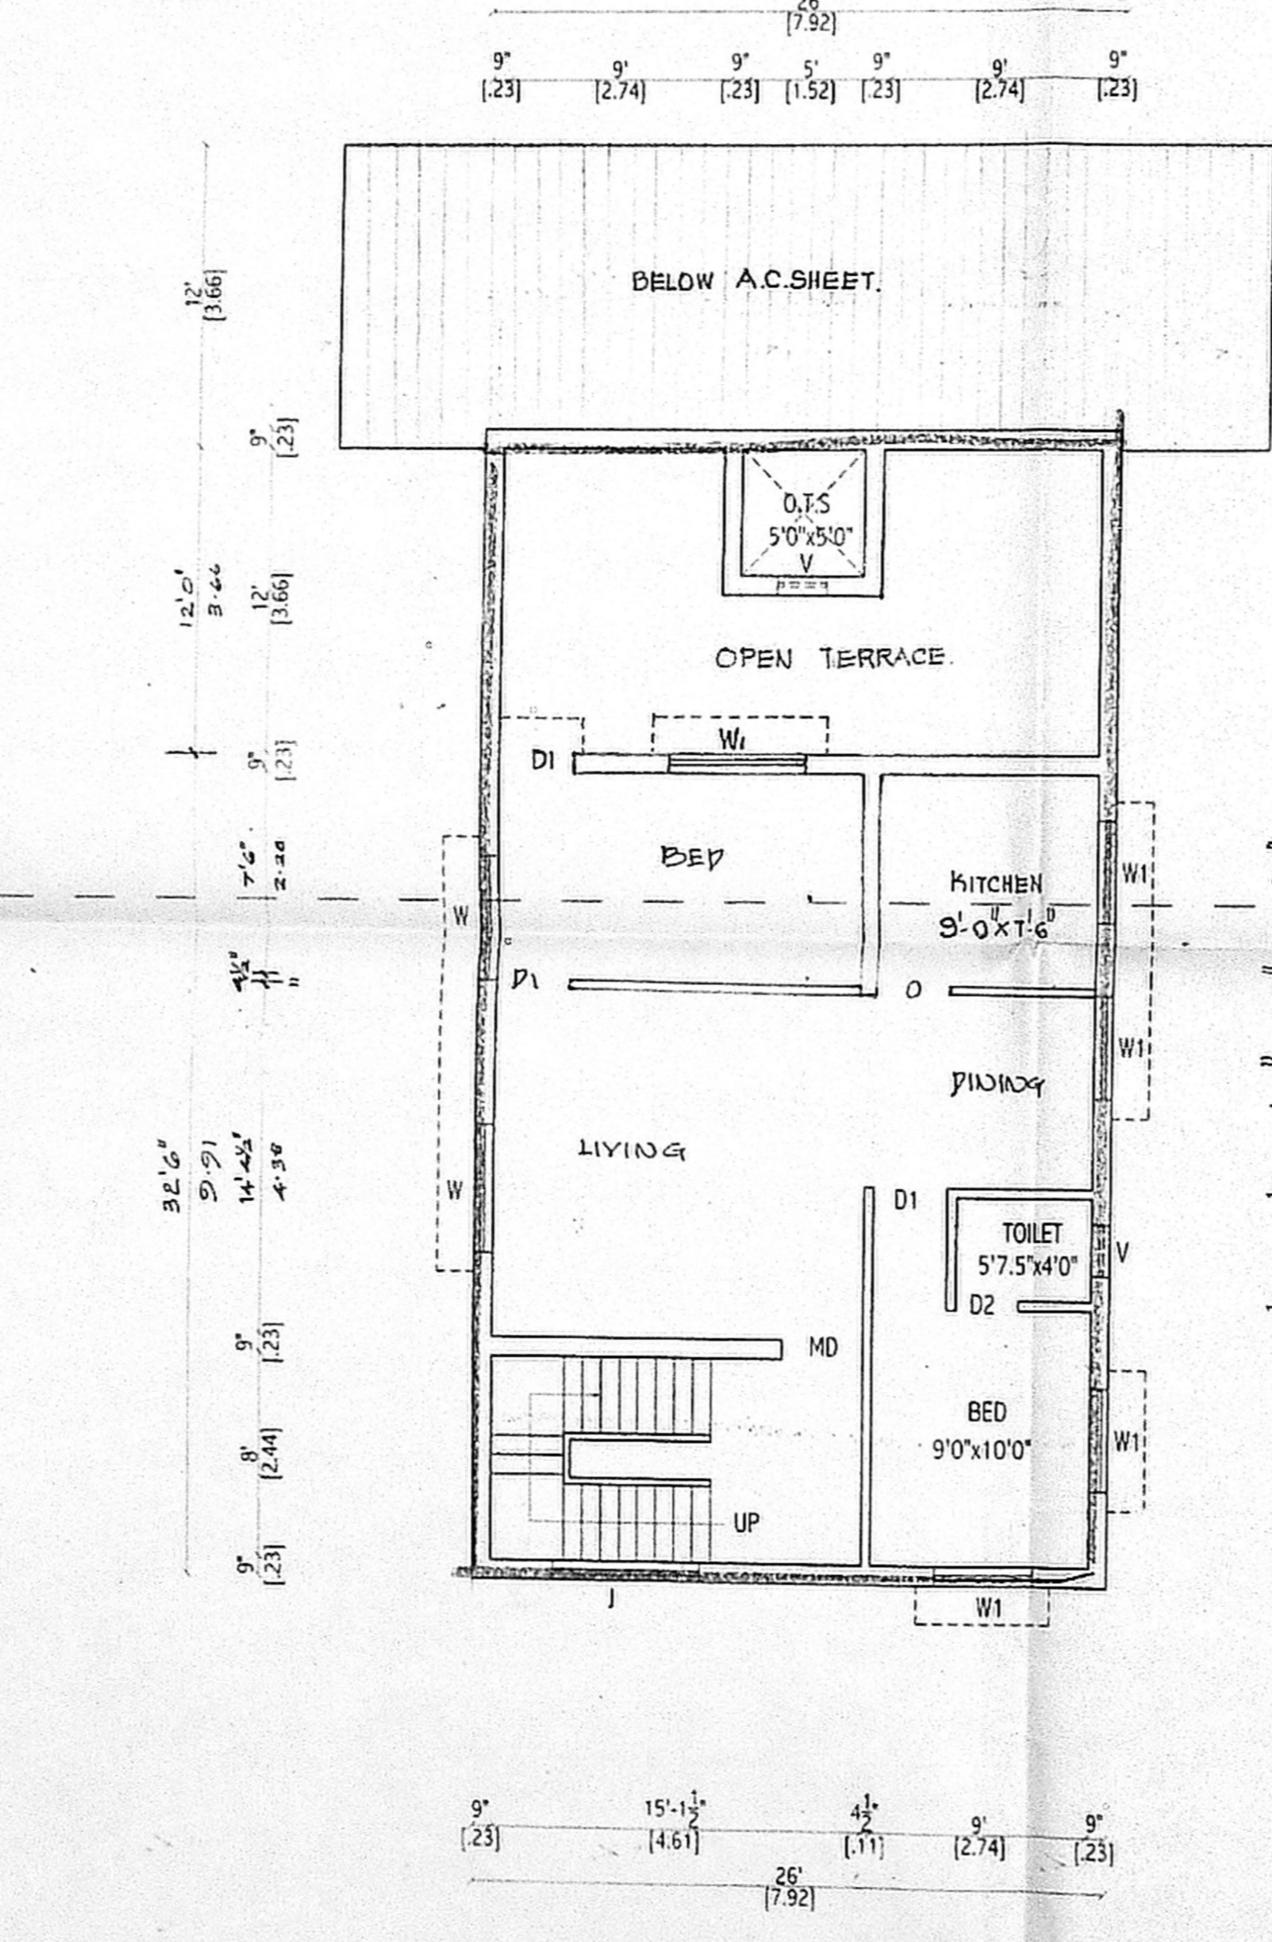 26'
[7.92]
9" 9' 9" 5' 9" 9' 9"
[.23] [2.74] [.23] [1.52] [.23] [2.74] [.23]
BELOW A.C.SHEET.
12'
[3.66]
9"
[.23]
O.T.S
5'0"x5'0"
V
12'0'
3.66
12'
[3.66]
OPEN TERRACE.
W1
D1
9"
[.23]
BED
7'6"
2.28
KITCHEN
9'-0"x7'-6"
W1
W
4½"
11
"
D1
O
W1
DINING
LIVING
32'6"
9.91
14'4½"
4.38
W
D1
TOILET
5'7.5"x4'0"
V
D2
9"
[.23]
MD
BED
9'0"x10'0"
W1
8'
[2.44]
UP
9"
[.23]
J
W1
9" 15'-1½" 4½" 9' 9"
[.23] [4.61] [.11] [2.74] [.23]
26'
[7.92]